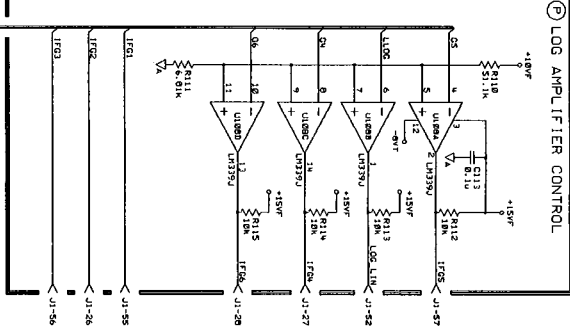 P LOG AMPLIFIER CONTROL
+10VF
R110
51.1k
+15VF
C113
0.1u
R112
10k
3
Q5
4
5
U108A
2
LM339J
12
-8VT
IFG5
J1-57
+15VF
R113
10k
LLOG
6
7
U108B
1
LM339J
LOG_LIN
J1-52
+15VF
R114
10k
Q4
8
9
U108C
14
LM339J
IFG4
J1-27
+15VF
R115
10k
Q6
10
11
U108D
13
LM339J
IFG6
J1-28
R111
6.81k
IFG1
J1-55
IFG2
J1-26
IFG3
J1-56